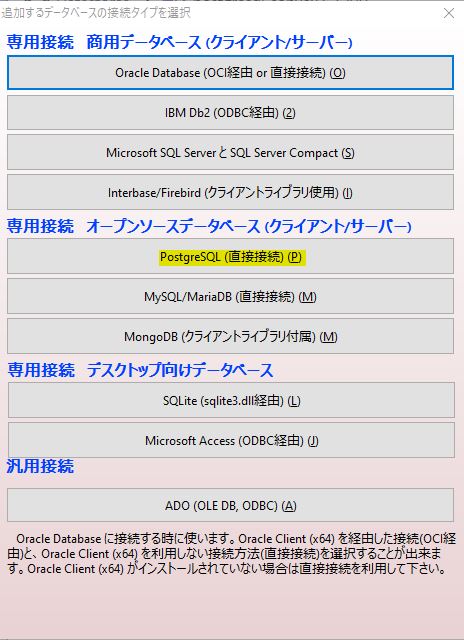 追加するデータベースの接続タイプを選択
専用接続 商用データベース (クライアント/サーバー)
Oracle Database (OCI経由 or 直接接続) (O)
IBM Db2 (ODBC経由) (2)
Microsoft SQL Server と SQL Server Compact (S)
Interbase/Firebird (クライアントライブラリ使用) (I)
専用接続 オープンソースデータベース (クライアント/サーバー)
PostgreSQL (直接接続) (P)
MySQL/MariaDB (直接接続) (M)
MongoDB (クライアントライブラリ付属) (M)
専用接続 デスクトップ向けデータベース
SQLite (sqlite3.dll経由) (L)
Microsoft Access (ODBC経由) (J)
汎用接続
ADO (OLE DB, ODBC) (A)
Oracle Database に接続する時に使います。Oracle Client (x64) を経由した接続(OCI経
由)と、Oracle Client (x64) を利用しない接続方法(直接接続)を選択することが出来ま
す。Oracle Client (x64) がインストールされていない場合は直接接続を利用して下さい。